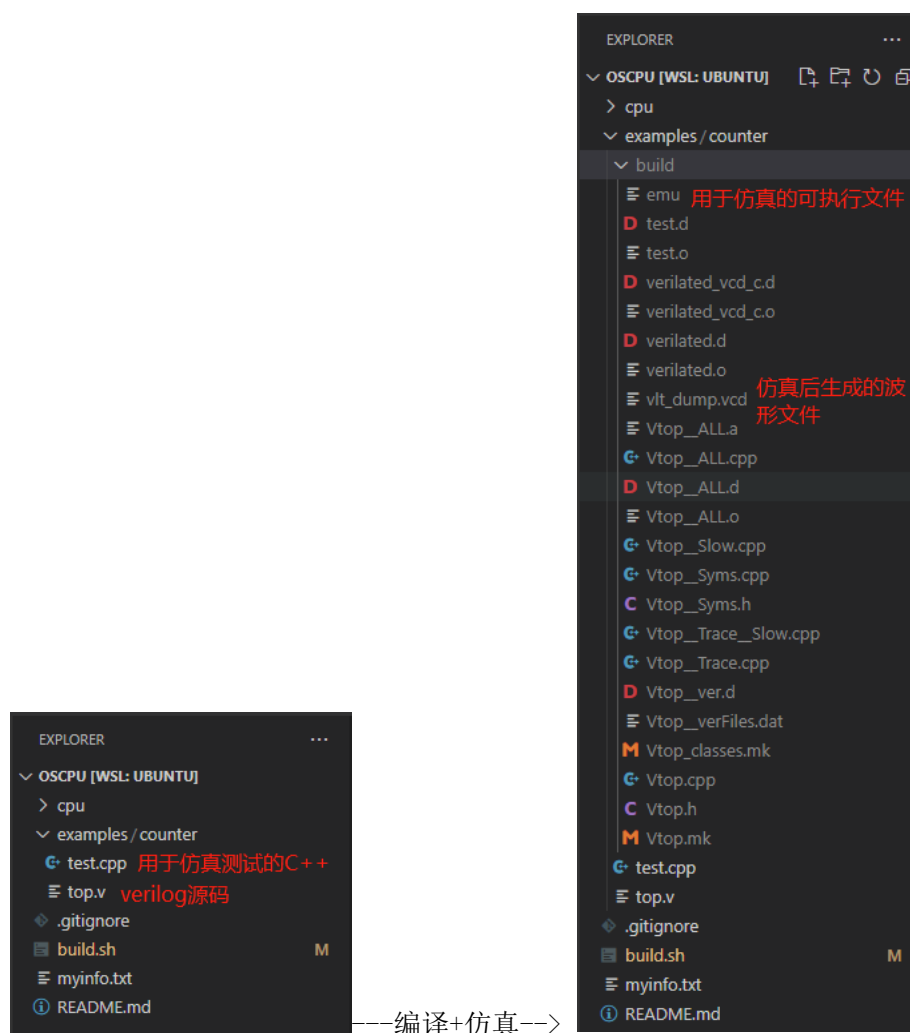 EXPLORER
OSCPU [WSL: UBUNTU]
cpu
examples / counter
test.cpp 用于仿真测试的C++
top.v verilog源码
.gitignore
build.sh M
myinfo.txt
README.md
---编译+仿真-->
EXPLORER
OSCPU [WSL: UBUNTU]
cpu
examples / counter
build
emu 用于仿真的可执行文件
test.d
test.o
verilated_vcd_c.d
verilated_vcd_c.o
verilated.d
verilated.o
vlt_dump.vcd 仿真后生成的波
形文件
Vtop__ALL.a
Vtop__ALL.cpp
Vtop__ALL.d
Vtop__ALL.o
Vtop__Slow.cpp
Vtop__Syms.cpp
Vtop__Syms.h
Vtop__Trace__Slow.cpp
Vtop__Trace.cpp
Vtop__ver.d
Vtop__verFiles.dat
Vtop_classes.mk
Vtop.cpp
Vtop.h
Vtop.mk
test.cpp
top.v
.gitignore
build.sh M
myinfo.txt
README.md